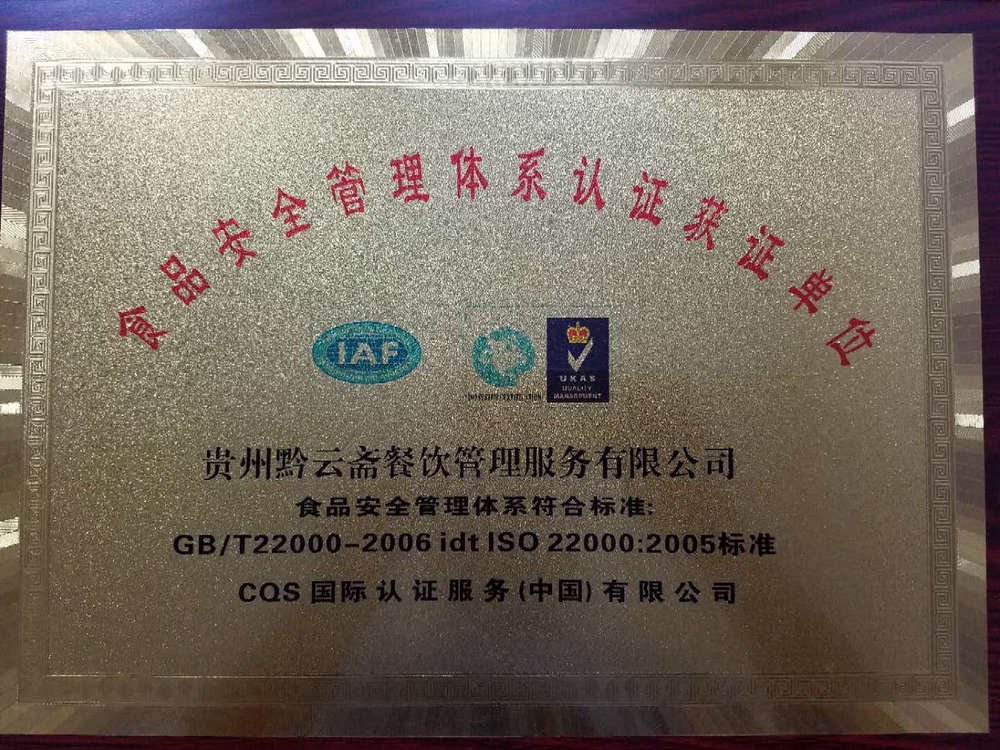 食品安全管理体系认证获证单位
IAF
UKAS
QUALITY
MANAGEMENT
贵州黔云斋餐饮管理服务有限公司
食品安全管理体系符合标准:
GB/T22000-2006 idt ISO 22000:2005标准
CQS 国际认证服务(中国)有限公司